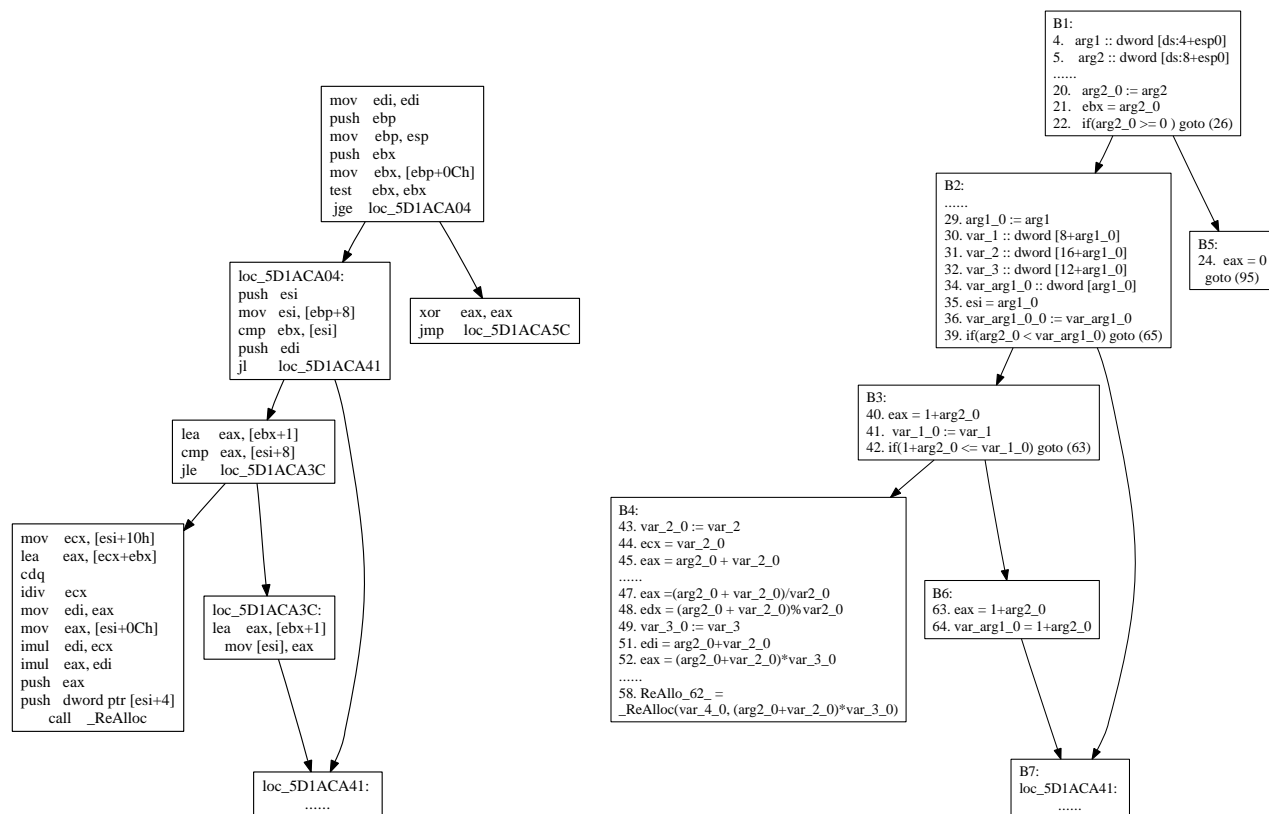 mov edi, edi
push ebp
mov ebp, esp
push ebx
mov ebx, [ebp+0Ch]
test ebx, ebx
jge loc_5D1ACA04
loc_5D1ACA04:
push esi
mov esi, [ebp+8]
cmp ebx, [esi]
push edi
jl loc_5D1ACA41
xor eax, eax
jmp loc_5D1ACA5C
lea eax, [ebx+1]
cmp eax, [esi+8]
jle loc_5D1ACA3C
mov ecx, [esi+10h]
lea eax, [ecx+ebx]
cdq
idiv ecx
mov edi, eax
mov eax, [esi+0Ch]
imul edi, ecx
imul eax, edi
push eax
push dword ptr [esi+4]
call _ReAlloc
loc_5D1ACA3C:
lea eax, [ebx+1]
mov [esi], eax
loc_5D1ACA41:
......
B1:
4. arg1 :: dword [ds:4+esp0]
5. arg2 :: dword [ds:8+esp0]
......
20. arg2_0 := arg2
21. ebx = arg2_0
22. if(arg2_0 >= 0 ) goto (26)
B2:
......
29. arg1_0 := arg1
30. var_1 :: dword [8+arg1_0]
31. var_2 :: dword [16+arg1_0]
32. var_3 :: dword [12+arg1_0]
34. var_arg1_0 :: dword [arg1_0]
35. esi = arg1_0
36. var_arg1_0_0 := var_arg1_0
39. if(arg2_0 < var_arg1_0) goto (65)
B5:
24. eax = 0
goto (95)
B3:
40. eax = 1+arg2_0
41. var_1_0 := var_1
42. if(1+arg2_0 <= var_1_0) goto (63)
B4:
43. var_2_0 := var_2
44. ecx = var_2_0
45. eax = arg2_0 + var_2_0
......
47. eax =(arg2_0 + var_2_0)/var2_0
48. edx = (arg2_0 + var_2_0)%var2_0
49. var_3_0 := var_3
51. edi = arg2_0+var_2_0
52. eax = (arg2_0+var_2_0)*var_3_0
......
58. ReAllo_62_ =
_ReAlloc(var_4_0, (arg2_0+var_2_0)*var_3_0)
B6:
63. eax = 1+arg2_0
64. var_arg1_0 = 1+arg2_0
B7:
loc_5D1ACA41:
......